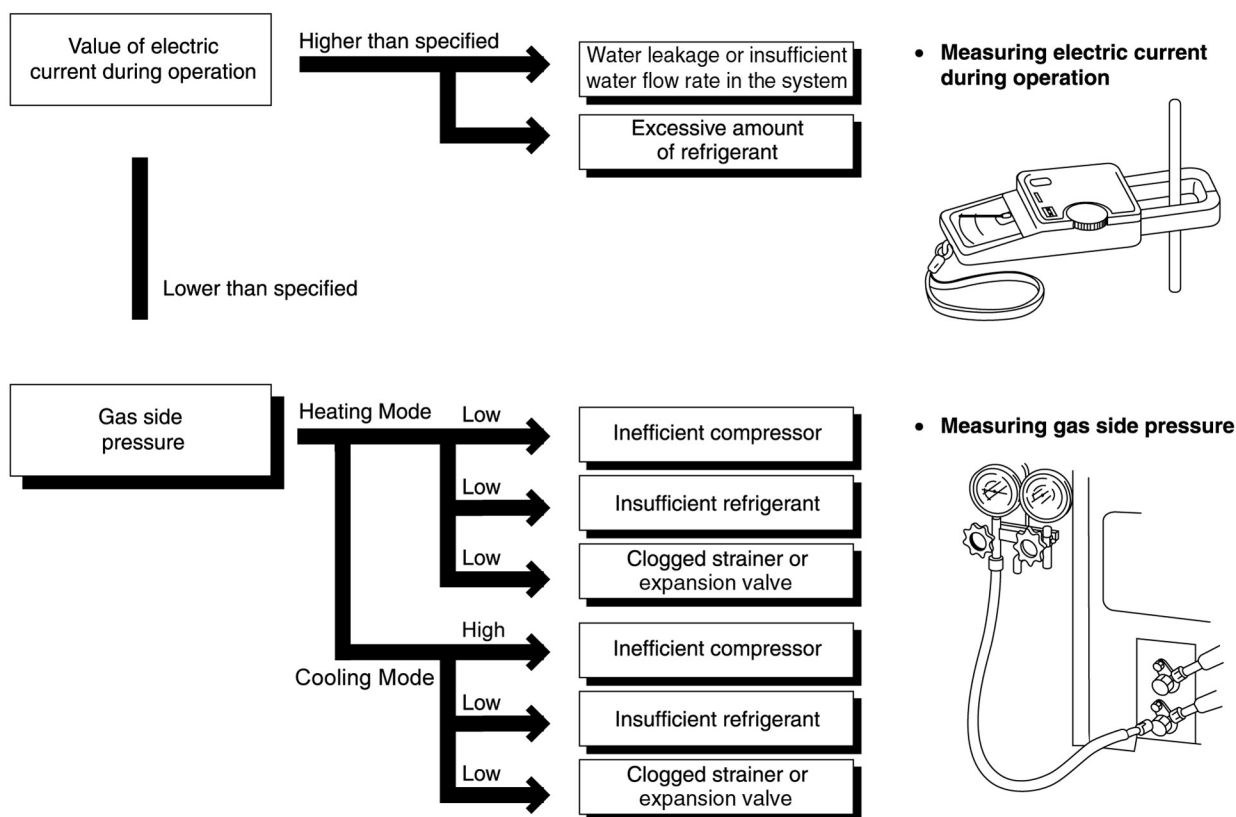 Value of electric
current during operation
Higher than specified
Water leakage or insufficient
water flow rate in the system
Excessive amount
of refrigerant
• Measuring electric current
during operation
Lower than specified
Gas side
pressure
Heating Mode
Low
Inefficient compressor
Low
Insufficient refrigerant
Low
Clogged strainer or
expansion valve
Cooling Mode
High
Inefficient compressor
Low
Insufficient refrigerant
Low
Clogged strainer or
expansion valve
• Measuring gas side pressure